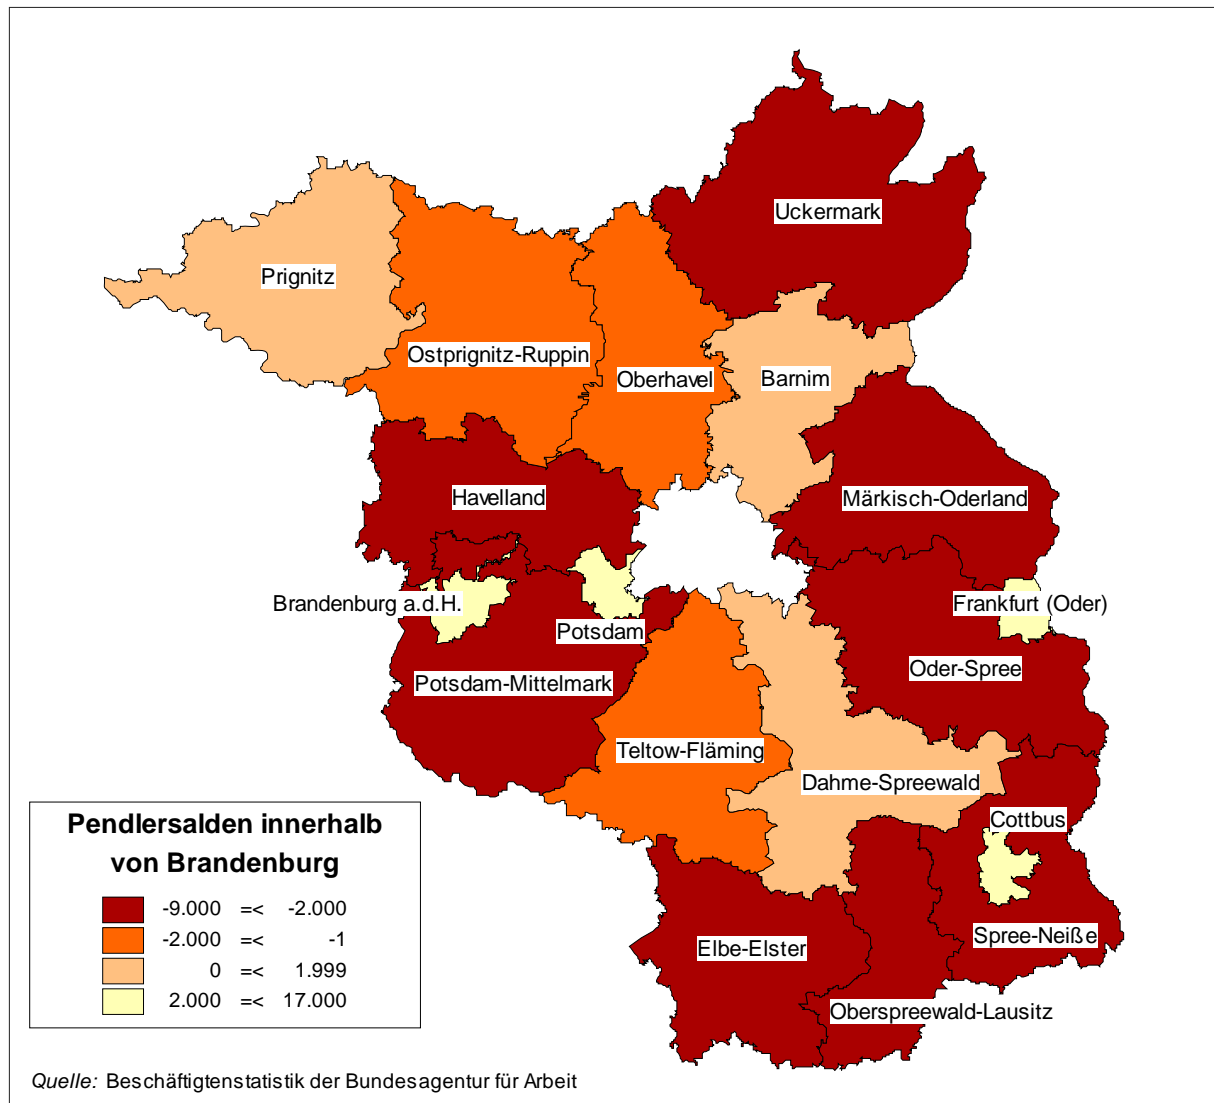 Uckermark
Prignitz
Ostprignitz-Ruppin
Oberhavel
Barnim
Havelland
Märkisch-Oderland
Brandenburg a.d.H.
Frankfurt (Oder)
Potsdam
Oder-Spree
Potsdam-Mittelmark
Teltow-Fläming
Dahme-Spreewald
Cottbus
Spree-Neiße
Elbe-Elster
Oberspreewald-Lausitz
Pendlersalden innerhalb
von Brandenburg
-9.000 =< -2.000
-2.000 =< -1
0 =< 1.999
2.000 =< 17.000
Quelle: Beschäftigtenstatistik der Bundesagentur für Arbeit